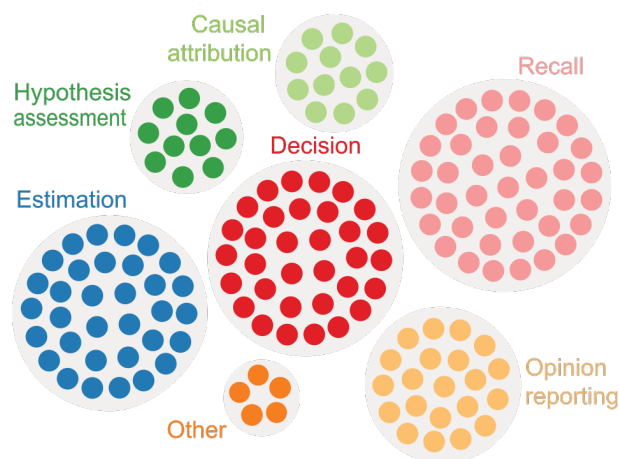 Causal
attribution
Recall
Hypothesis
assessment
Decision
Estimation
Opinion
reporting
Other